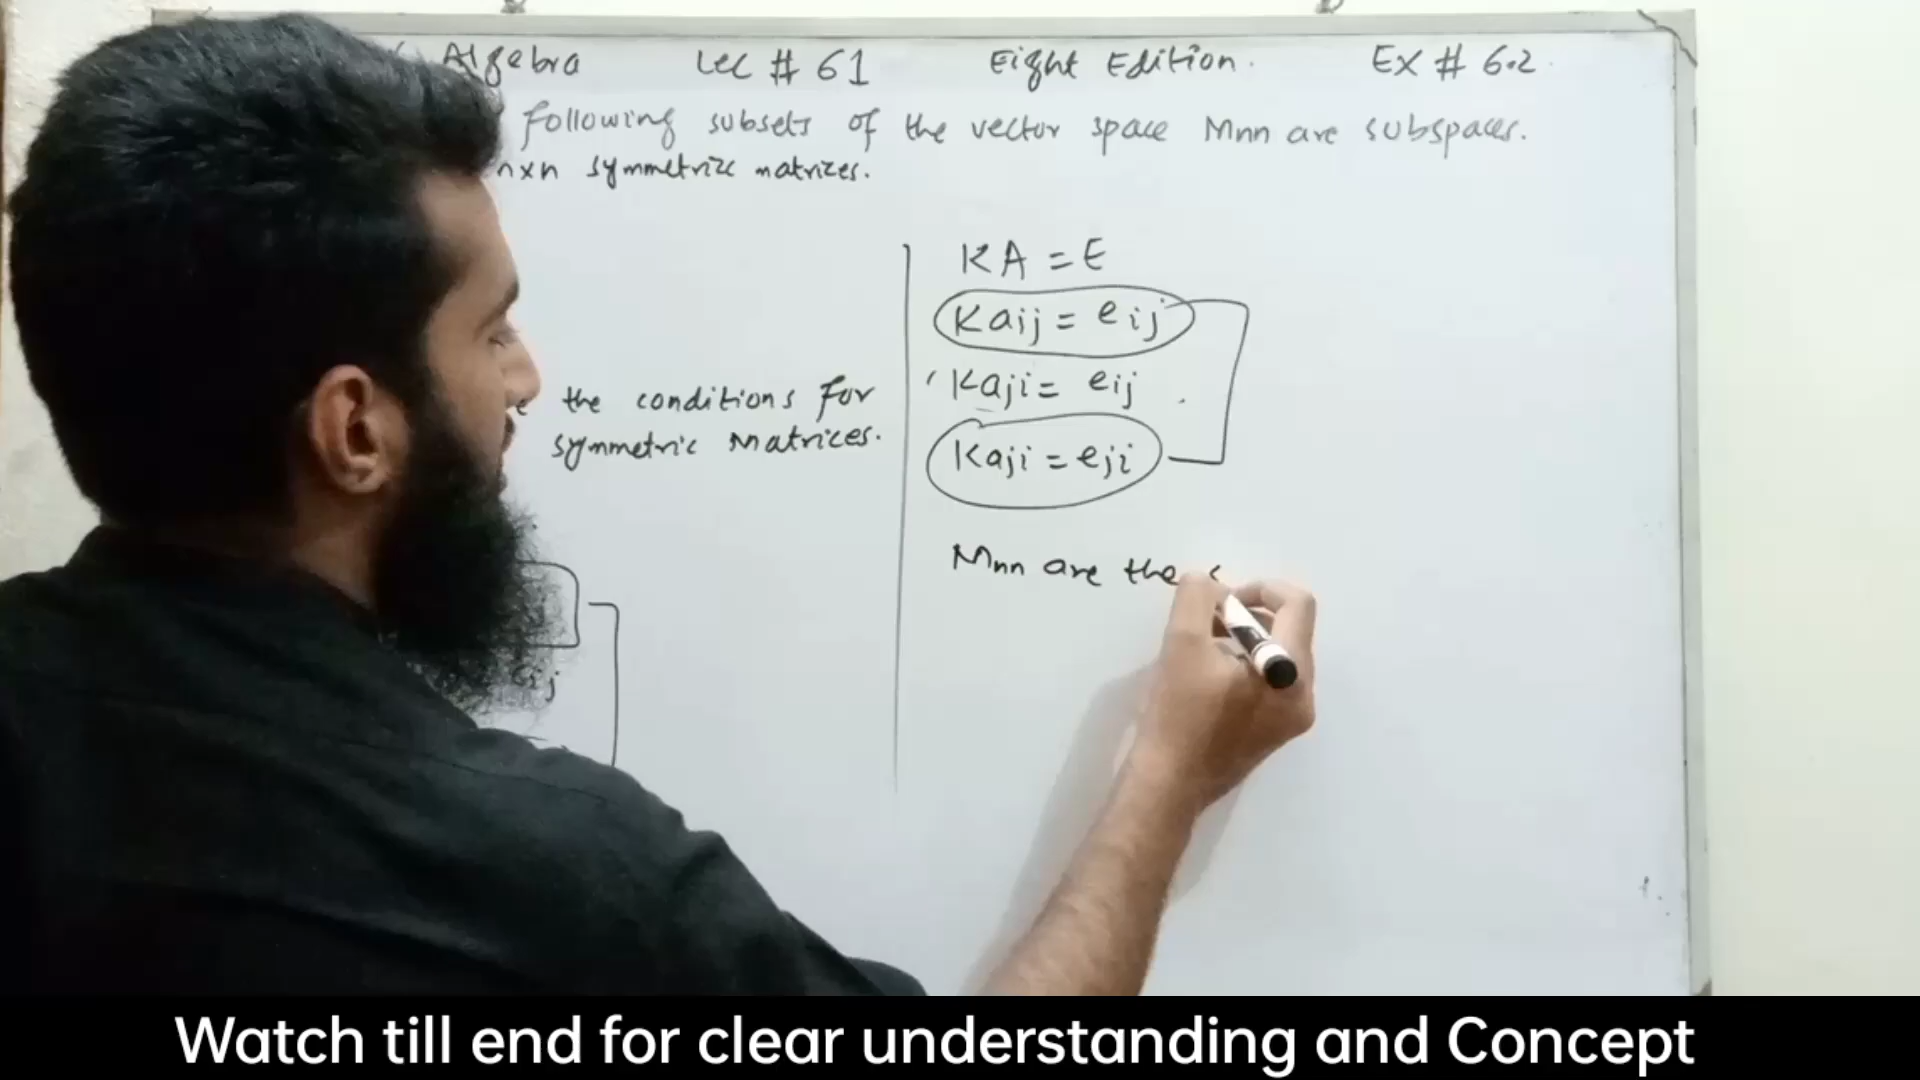 Algebra Lec # 61 Eight Edition. Ex # 6.2
following subsets of the vector space Mnn are subspaces.
nxn symmetric matrices.
the conditions for
symmetric Matrices.
KA = E
Kaij = eij
Kaji = eij
Kaji = eji
Mnn are the
Watch till end for clear understanding and Concept